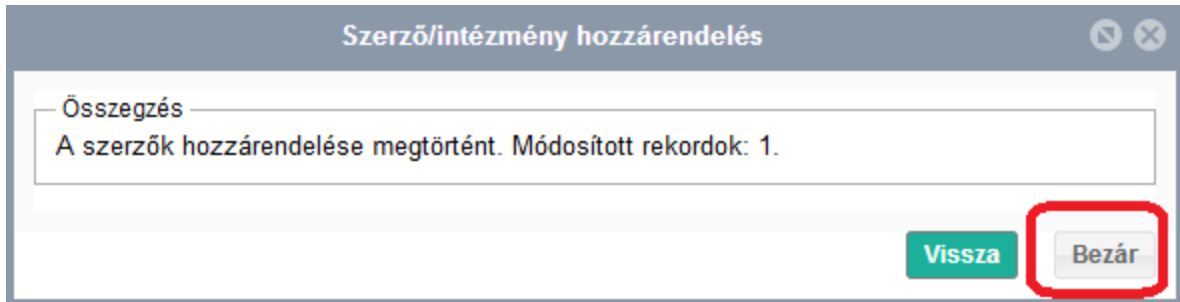 Szerző/intézmény hozzárendelés
Összegzés
A szerzők hozzárendelése megtörtént. Módosított rekordok: 1.
Vissza
Bezár